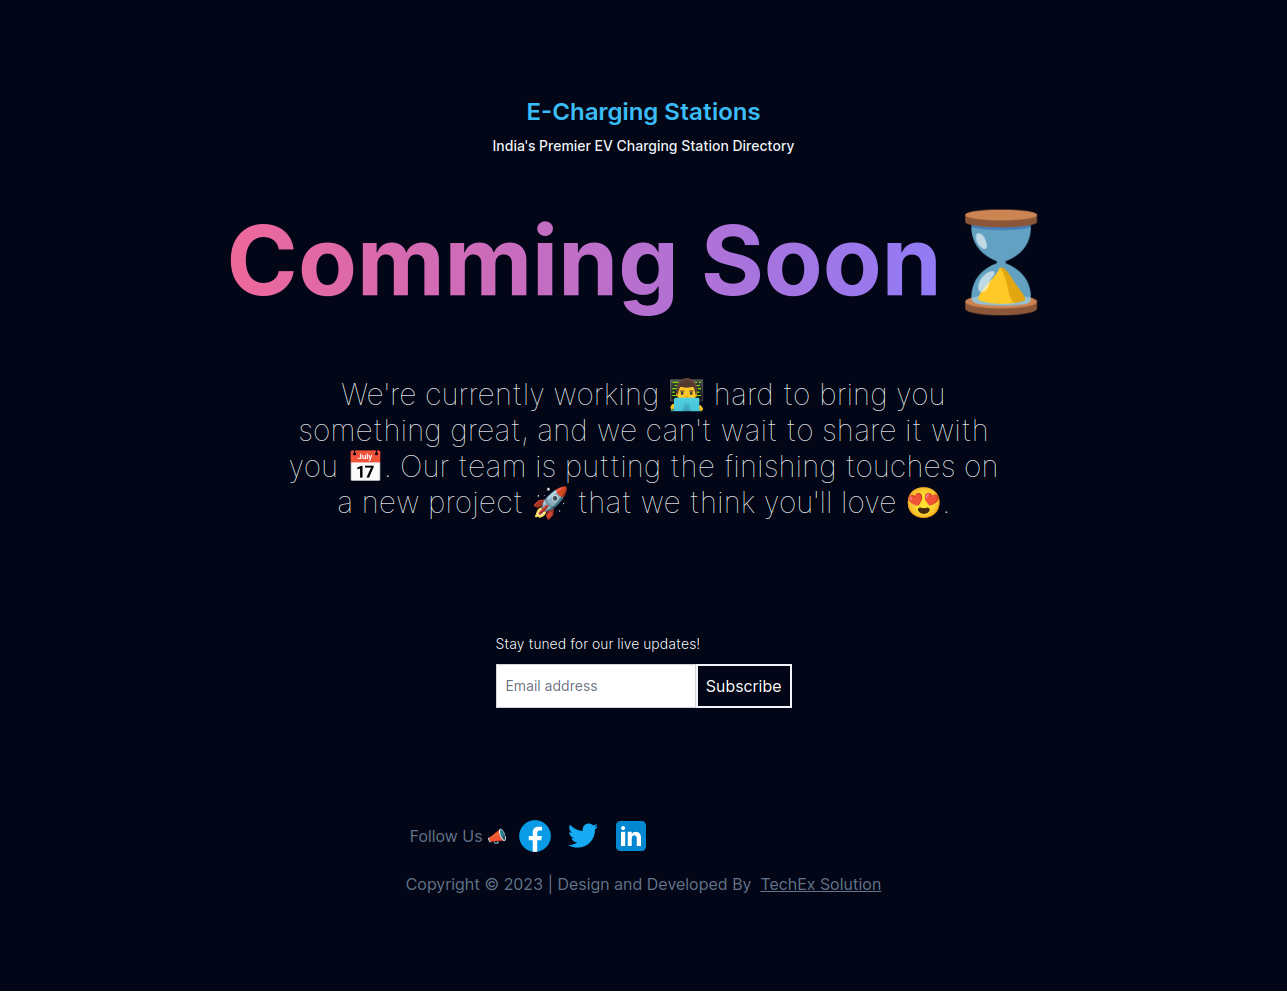 E-Charging Stations
India's Premier EV Charging Station Directory
Comming Soon⌛
We're currently working 👨‍💻 hard to bring you
something great, and we can't wait to share it with
you 📅. Our team is putting the finishing touches on
a new project 🚀 that we think you'll love 😍.
Stay tuned for our live updates!
Email address
Subscribe
Follow Us 📣
Copyright © 2023 | Design and Developed By TechEx Solution